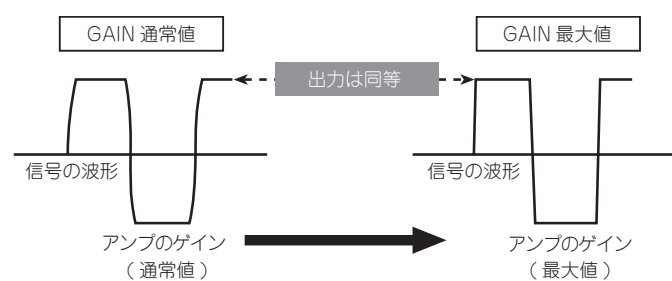 GAIN 通常値
GAIN 最大値
出力は同等
信号の波形
信号の波形
アンプのゲイン
( 通常値 )
アンプのゲイン
( 最大値 )